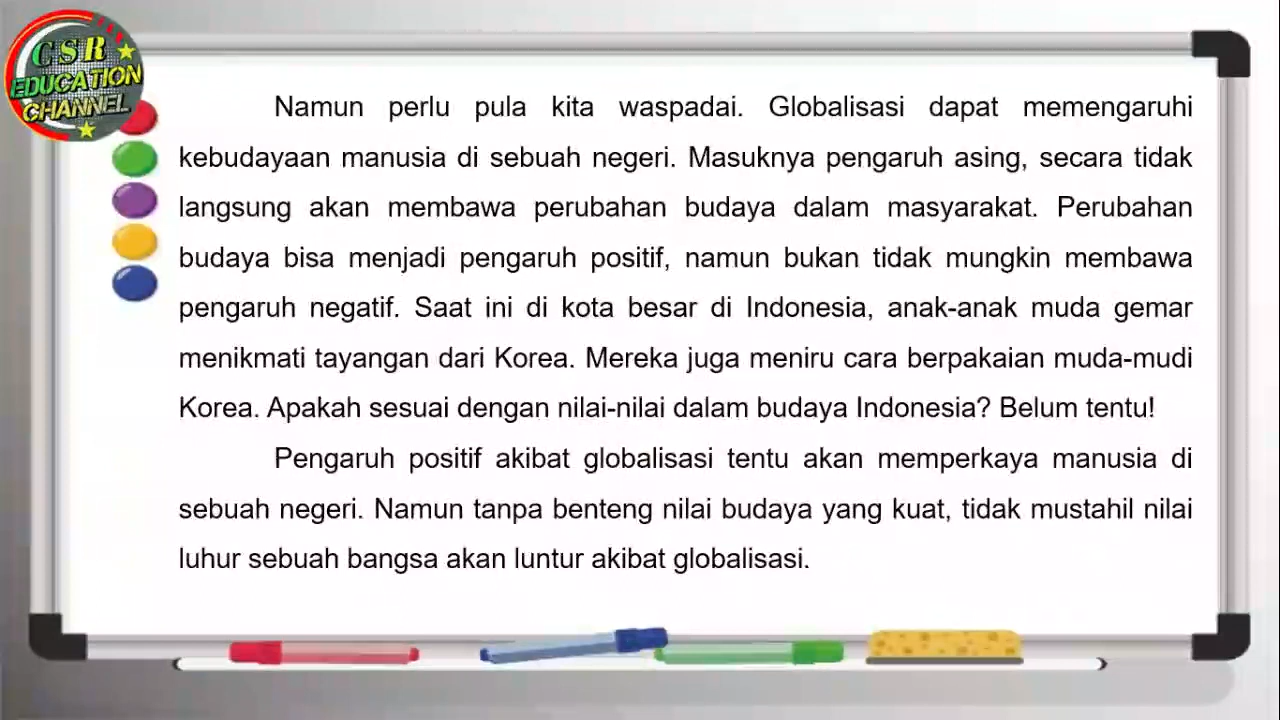 CSR
EDUCATION
CHANNEL
Namun perlu pula kita waspadai. Globalisasi dapat memengaruhi
kebudayaan manusia di sebuah negeri. Masuknya pengaruh asing, secara tidak
langsung akan membawa perubahan budaya dalam masyarakat. Perubahan
budaya bisa menjadi pengaruh positif, namun bukan tidak mungkin membawa
pengaruh negatif. Saat ini di kota besar di Indonesia, anak-anak muda gemar
menikmati tayangan dari Korea. Mereka juga meniru cara berpakaian muda-mudi
Korea. Apakah sesuai dengan nilai-nilai dalam budaya Indonesia? Belum tentu!
Pengaruh positif akibat globalisasi tentu akan memperkaya manusia di
sebuah negeri. Namun tanpa benteng nilai budaya yang kuat, tidak mustahil nilai
luhur sebuah bangsa akan luntur akibat globalisasi.